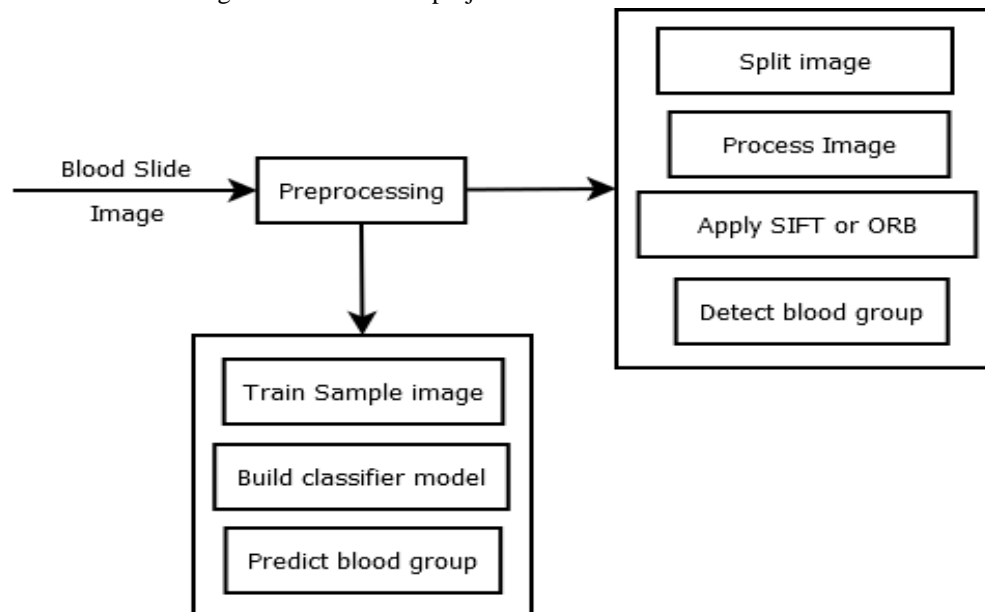 Blood Slide
Image
Preprocessing
Split image
Process Image
Apply SIFT or ORB
Detect blood group
Train Sample image
Build classifier model
Predict blood group